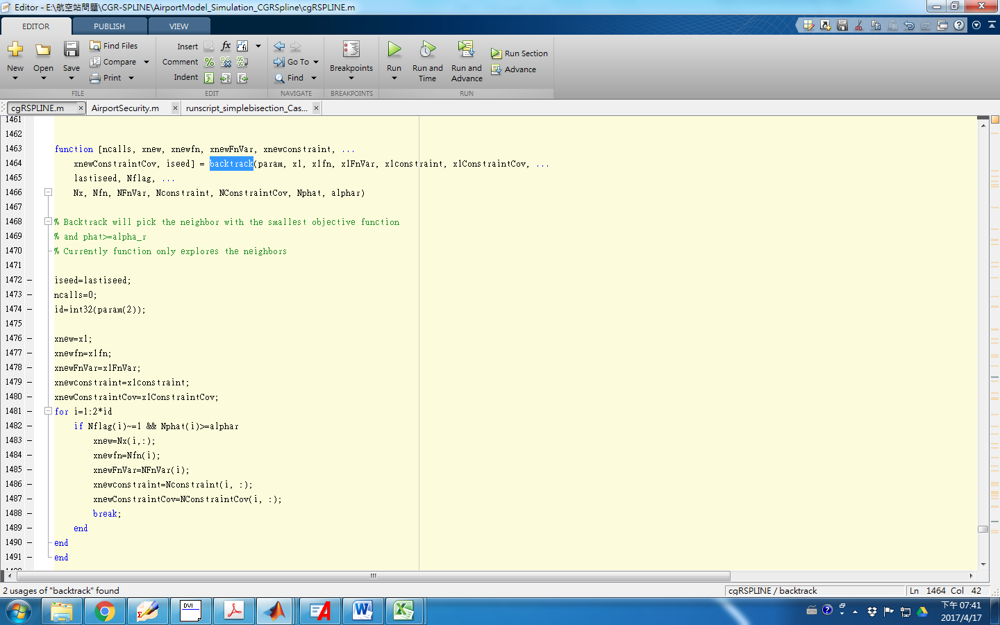 Editor - E:\航空站問題\CGR-SPLINE\AirportModel_Simulation_CGRSpline\cgRSPLINE.m
EDITOR PUBLISH VIEW
New Open Save Find Files Compare Print
FILE
Insert fx Comment Indent
EDIT
Go To Find
NAVIGATE
Breakpoints
BREAKPOINTS
Run Run and Time Run and Advance Run Section Advance
RUN
cgRSPLINE.m × AirportSecurity.m × runscript_simplebisection_Cas... ×
1461
1462
1463 function [ncalls, xnew, xnewfn, xnewFnVar, xnewconstraint, ...
1464 xnewConstraintCov, iseed] = backtrack(param, x1, x1fn, x1FnVar, x1constraint, x1ConstraintCov, ...
1465 lastiseed, Nflag, ...
1466 Nx, Nfn, NFnVar, Nconstraint, NConstraintCov, Nphat, alphar)
1467
1468 % Backtrack will pick the neighbor with the smallest objective function
1469 % and phat>=alpha_r
1470 % Currently function only explores the neighbors
1471
1472 – iseed=lastiseed;
1473 – ncalls=0;
1474 – id=int32(param(2));
1475
1476 – xnew=x1;
1477 – xnewfn=x1fn;
1478 – xnewFnVar=x1FnVar;
1479 – xnewconstraint=x1constraint;
1480 – xnewConstraintCov=x1ConstraintCov;
1481 – for i=1:2*id
1482 – if Nflag(i)~=1 && Nphat(i)>=alphar
1483 – xnew=Nx(i,:);
1484 – xnewfn=Nfn(i);
1485 – xnewFnVar=NFnVar(i);
1486 – xnewconstraint=Nconstraint(i, :);
1487 – xnewConstraintCov=NConstraintCov(i, :);
1488 – break;
1489 – end
1490 – end
1491 – end
2 usages of "backtrack" found
cgRSPLINE / backtrack
Ln 1464 Col 42
DVI
下午 07:41
2017/4/17